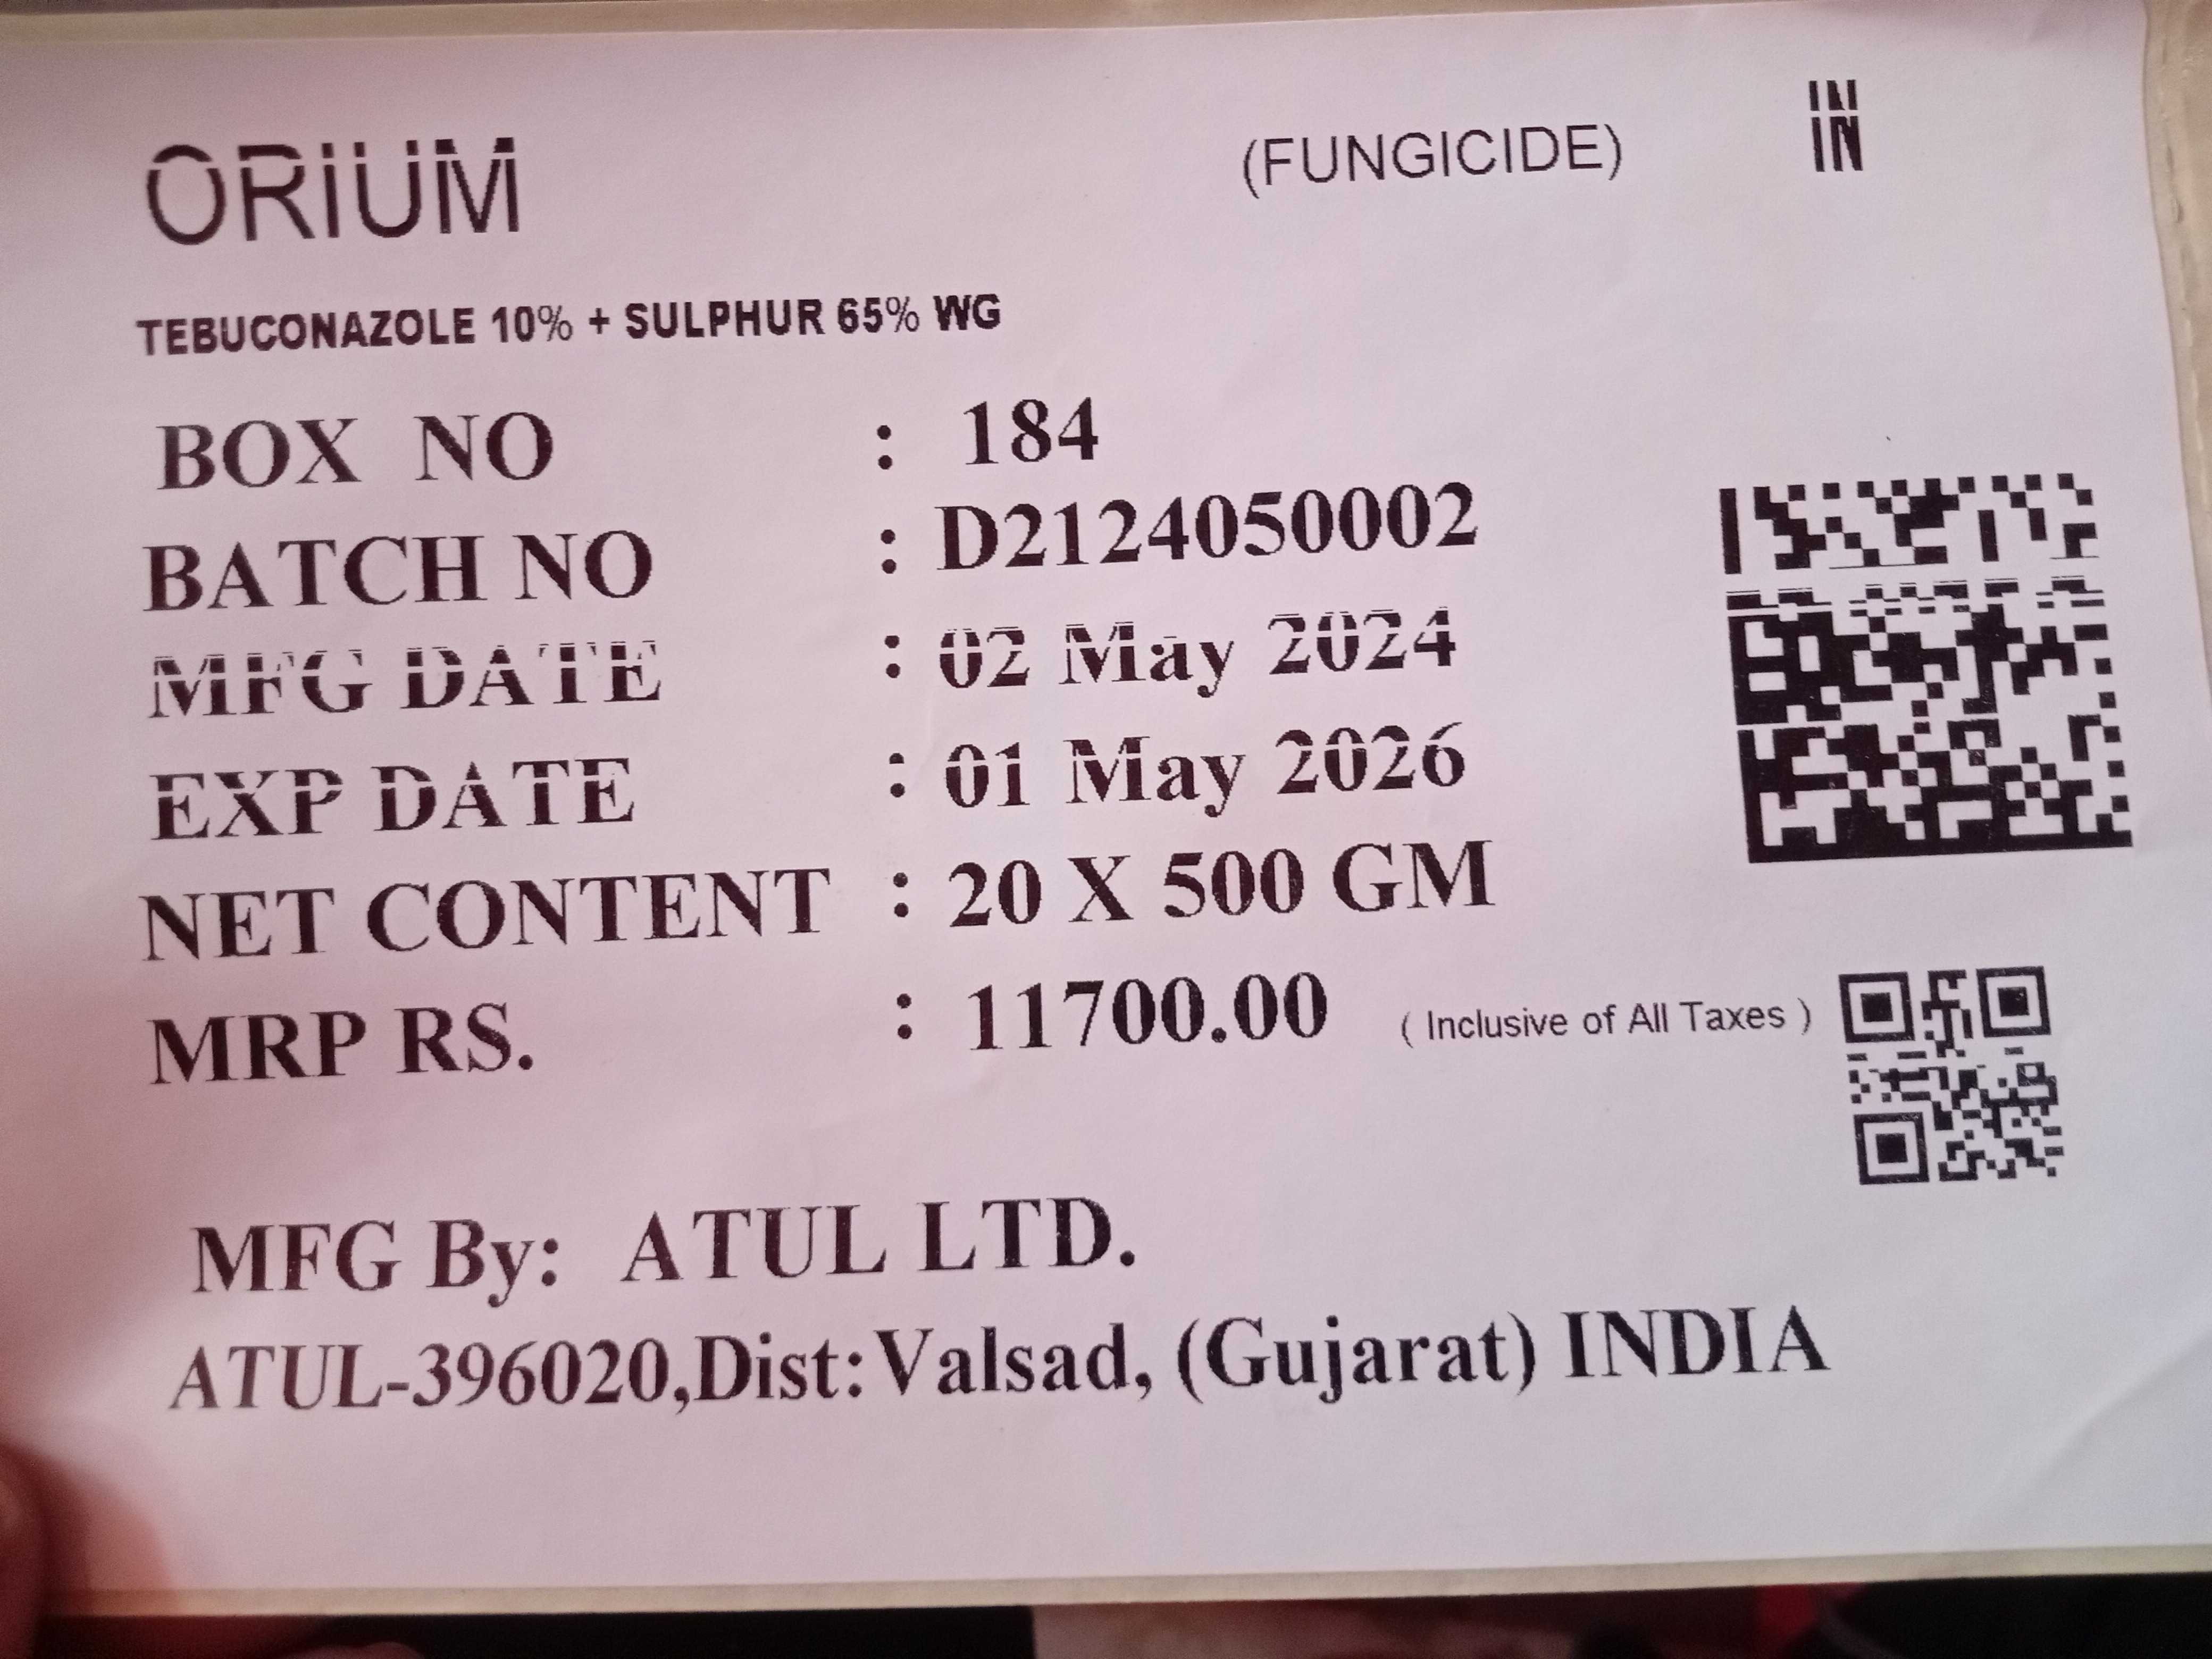 ORIUM (FUNGICIDE) IN
IN
TEBUCONAZOLE 10% + SULPHUR 65% WG
BOX NO : 184
BATCH NO : D2124050002
MFG DATE : 02 May 2024
EXP DATE : 01 May 2026
NET CONTENT : 20 X 500 GM
MRP RS. : 11700.00 ( Inclusive of All Taxes )
MFG By: ATUL LTD.
ATUL-396020,Dist:Valsad, (Gujarat) INDIA